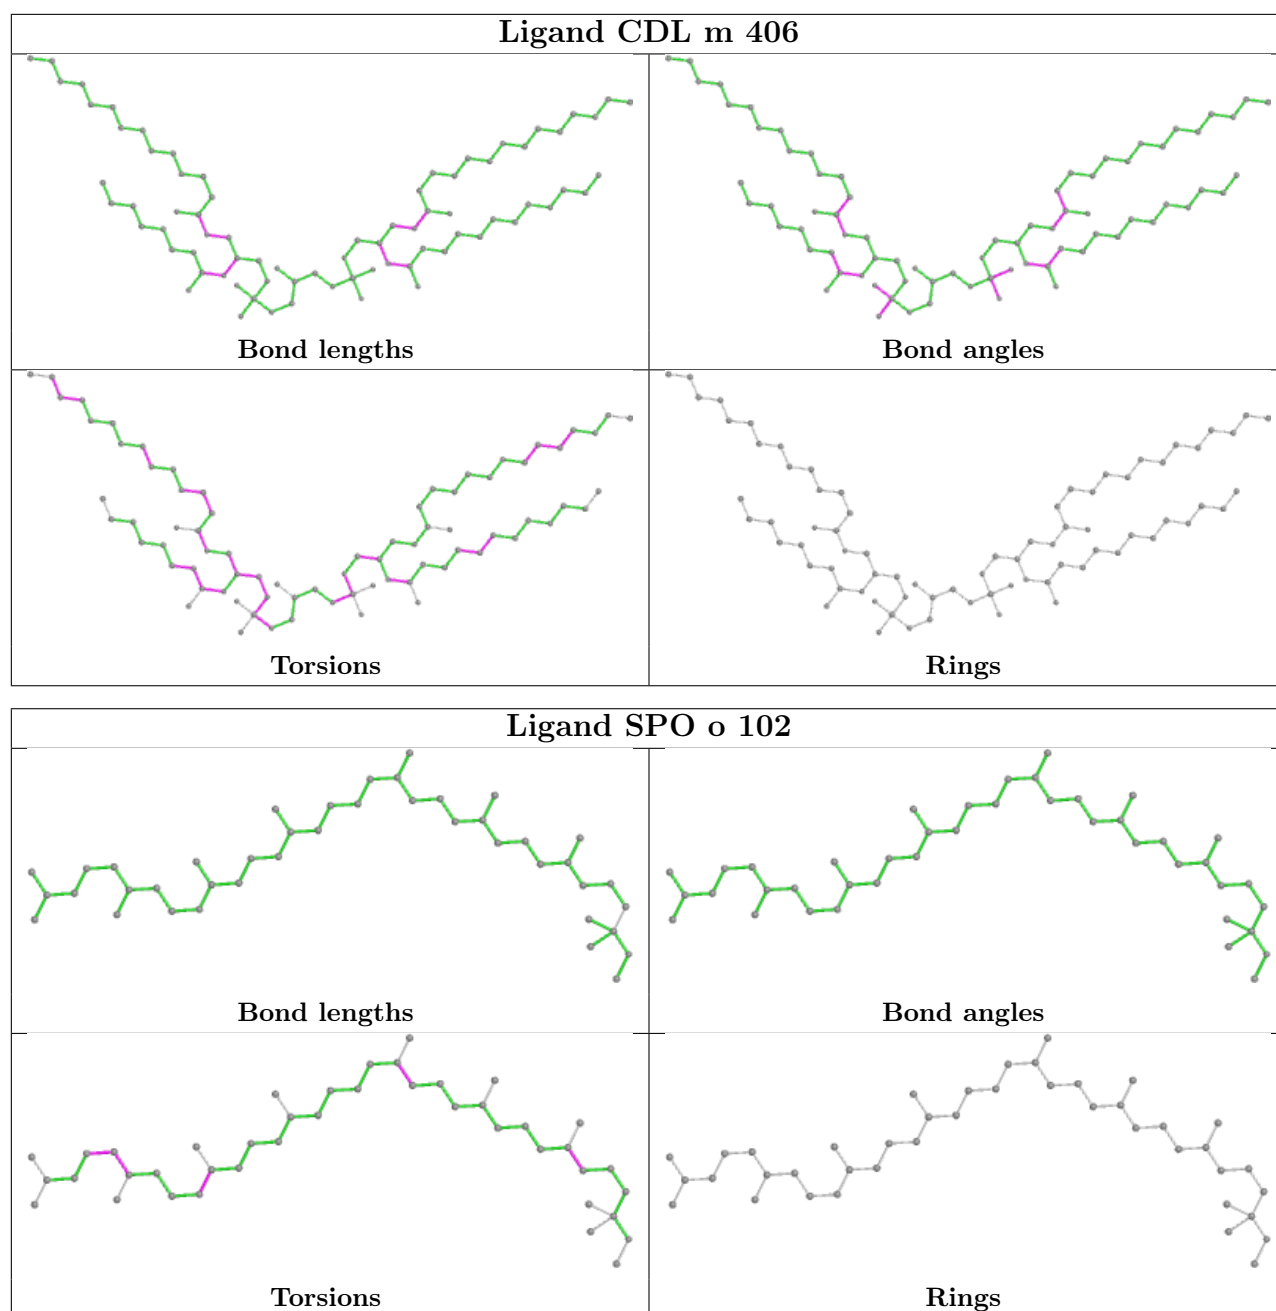 Ligand CDL m 406
Bond lengths
Bond angles
Torsions
Rings
Ligand SPO o 102
Bond lengths
Bond angles
Torsions
Rings